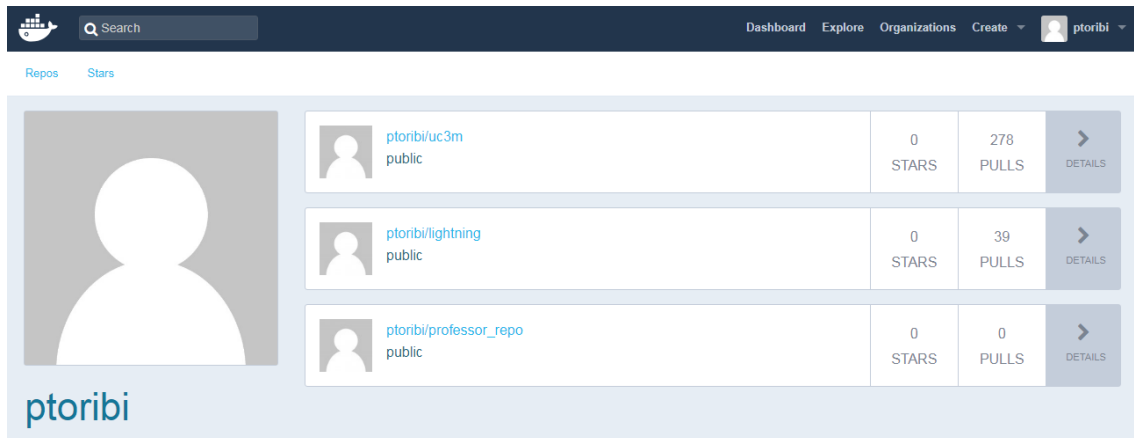 Search
Dashboard Explore Organizations Create ptoribi
Repos Stars
ptoribi/uc3m
public
0
STARS
278
PULLS
DETAILS
ptoribi/lightning
public
0
STARS
39
PULLS
DETAILS
ptoribi/professor_repo
public
0
STARS
0
PULLS
DETAILS
ptoribi